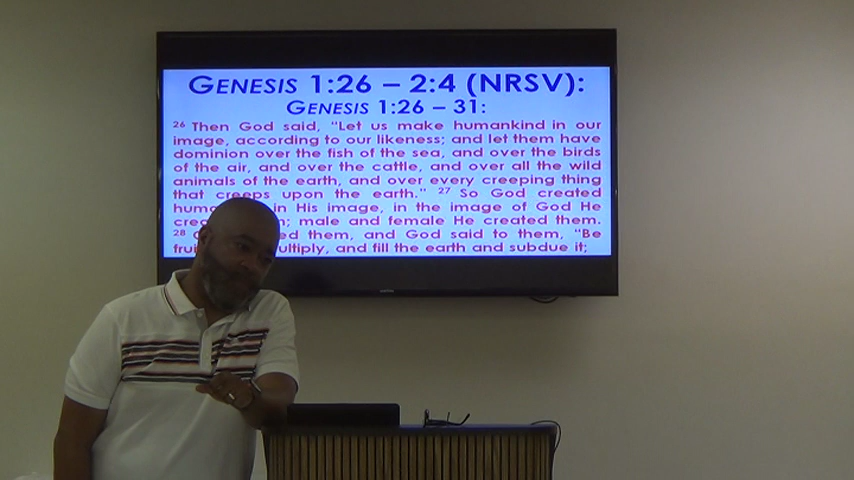 GENESIS 1:26 – 2:4 (NRSV):
GENESIS 1:26 – 31:
26 Then God said, "Let us make humankind in our
image, according to our likeness; and let them have
dominion over the fish of the sea, and over the birds
of the air, and over the cattle, and over all the wild
animals of the earth, and over every creeping thing
that creeps upon the earth." 27 So God created
in His image, in the image of God He
male and female He created them.
28 them, and God said to them, "Be
and fill the earth and subdue it;